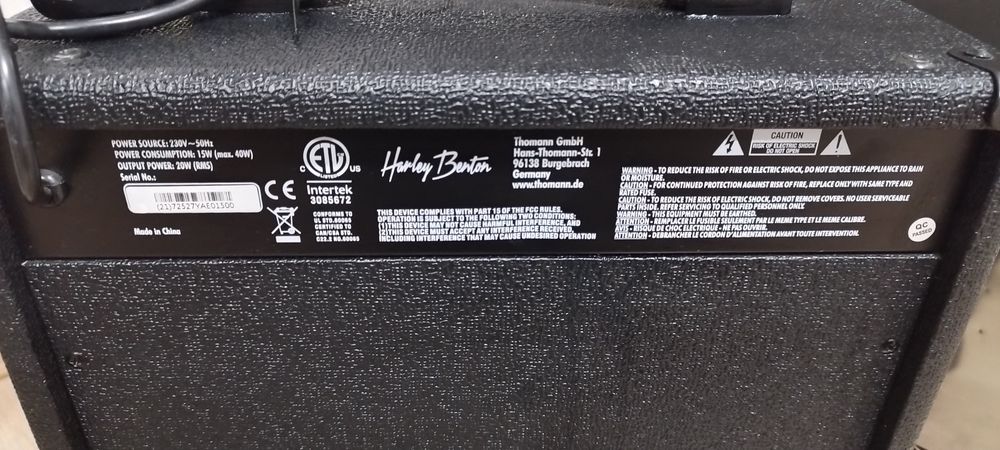 POWER SOURCE: 230V~50Hz
POWER CONSUMPTION: 15W (max. 40W)
OUTPUT POWER: 20W (RMS)
Serial No.:
(21)72527YAE01500
Made in China
CE
ETL
C US
LISTED
Intertek
3085672
CONFORMS TO
UL STD.60065
CERTIFIED TO
CAN/CSA STD.
C22.2 NO.60065
Harley Benton
Thomann GmbH
Hans-Thomann-Str. 1
96138 Burgebrach
Germany
www.thomann.de
THIS DEVICE COMPLIES WITH PART 15 OF THE FCC RULES.
OPERATION IS SUBJECT TO THE FOLLOWING TWO CONDITIONS:
(1)THIS DEVICE MAY NOT CAUSE HARMFUL INTERFERENCE, AND
(2)THIS DEVICE MUST ACCEPT ANY INTERFERENCE RECEIVED,
INCLUDING INTERFERENCE THAT MAY CAUSE UNDESIRED OPERATION
CAUTION
RISK OF ELECTRIC SHOCK
DO NOT OPEN
WARNING - TO REDUCE THE RISK OF FIRE OR ELECTRIC SHOCK, DO NOT EXPOSE THIS APPLIANCE TO RAIN
OR MOISTURE.
CAUTION - FOR CONTINUED PROTECTION AGAINST RISK OF FIRE, REPLACE ONLY WITH SAME TYPE AND
RATED FUSE.
CAUTION - TO REDUCE THE RISK OF ELECTRIC SHOCK, DO NOT REMOVE COVERS. NO USER SERVICEABLE
PARTS. REFER SERVICING TO QUALIFIED PERSONNEL ONLY.
WARNING - THIS EQUIPMENT MUST BE EARTHED.
ATTENTION - REMPLACEZ LE FUSIBLE SEULEMENT PAR LE MEME TYPE ET LE MEME CALIBRE.
AVIS - RISQUE DE CHOC ELECTRIQUE - NE PAS OUVRIR.
ATTENTION - DEBRANCHER LE CORDON D'ALIMENTATION AVANT TOUTE INTERVENTION.
QC
PASSED